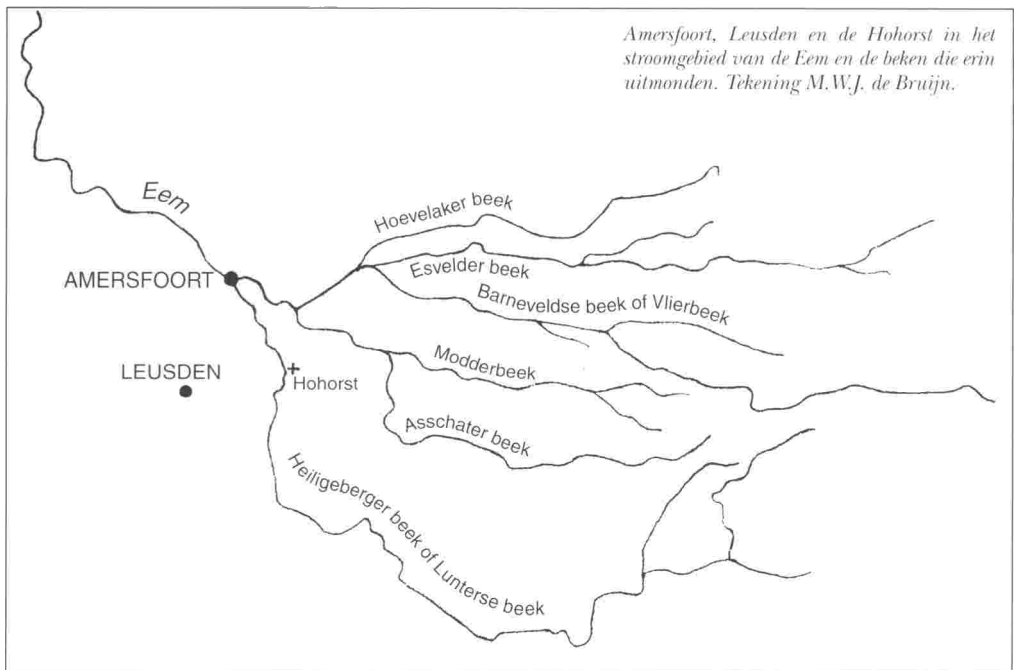 Amersfoort, Leusden en de Hohorst in het
stroomgebied van de Eem en de beken die erin
uitmonden. Tekening M.W.J. de Bruijn.
Eem
Hoevelaker beek
AMERSFOORT
Esvelder beek
Barneveldse beek of Vlierbeek
Modderbeek
LEUSDEN
Hohorst
Asschater beek
Heiligeberger beek of Lunterse beek